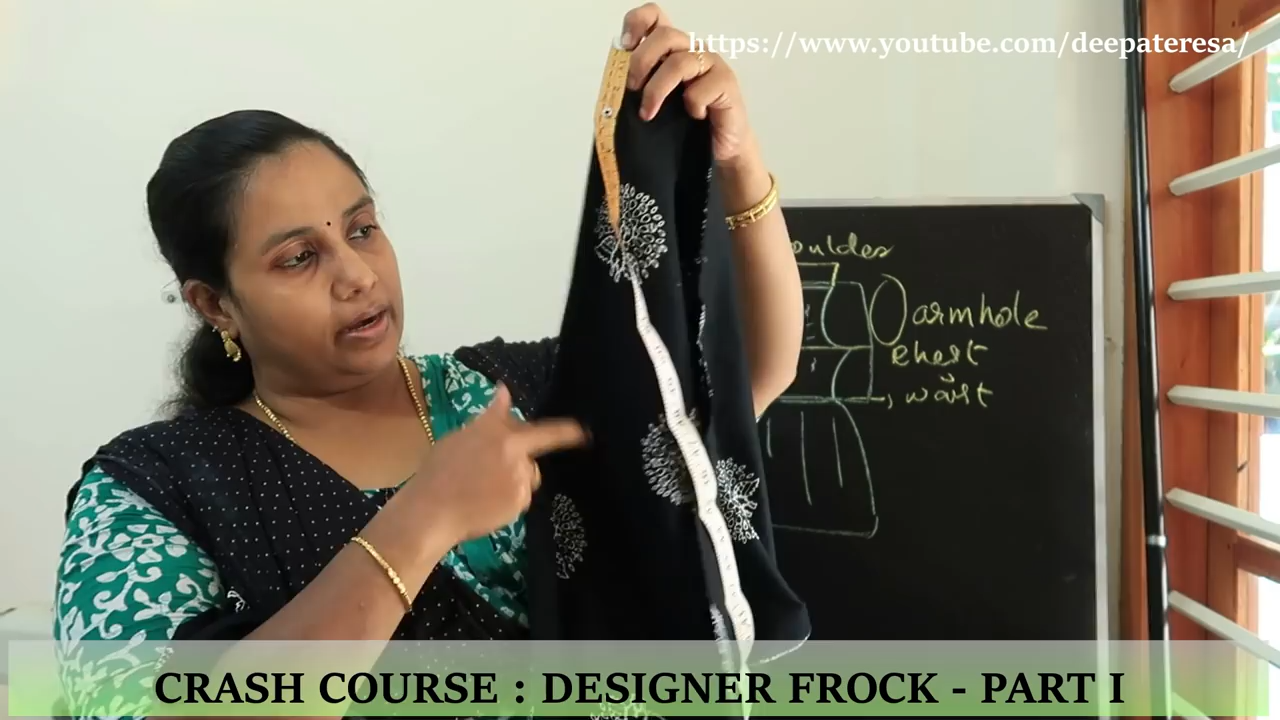 https://www.youtube.com/deepateresa/
oulder
armhole
chest
waist
CRASH COURSE : DESIGNER FROCK - PART I